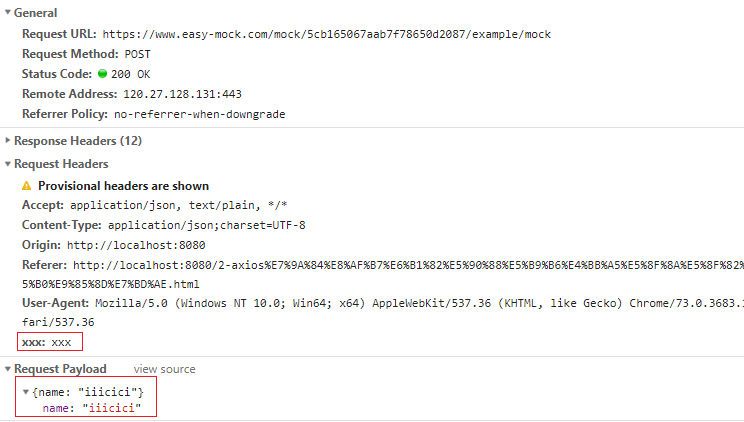 General
Request URL: https://www.easy-mock.com/mock/5cb165067aab7f78650d2087/example/mock
Request Method: POST
Status Code: 200 OK
Remote Address: 120.27.128.131:443
Referrer Policy: no-referrer-when-downgrade
Response Headers (12)
Request Headers
Provisional headers are shown
Accept: application/json, text/plain, */*
Content-Type: application/json;charset=UTF-8
Origin: http://localhost:8080
Referer: http://localhost:8080/2-axios%E7%9A%84%E8%AF%B7%E6%B1%82%E5%90%88%E5%B9%B6%E4%BB%A5%E5%8F%8A%E5%8F%82%
5%B0%E9%85%8D%E7%BD%AE.html
User-Agent: Mozilla/5.0 (Windows NT 10.0; Win64; x64) AppleWebKit/537.36 (KHTML, like Gecko) Chrome/73.0.3683.1
fari/537.36
xxx: xxx
Request Payload view source
{name: "iiicici"}
name: "iiicici"